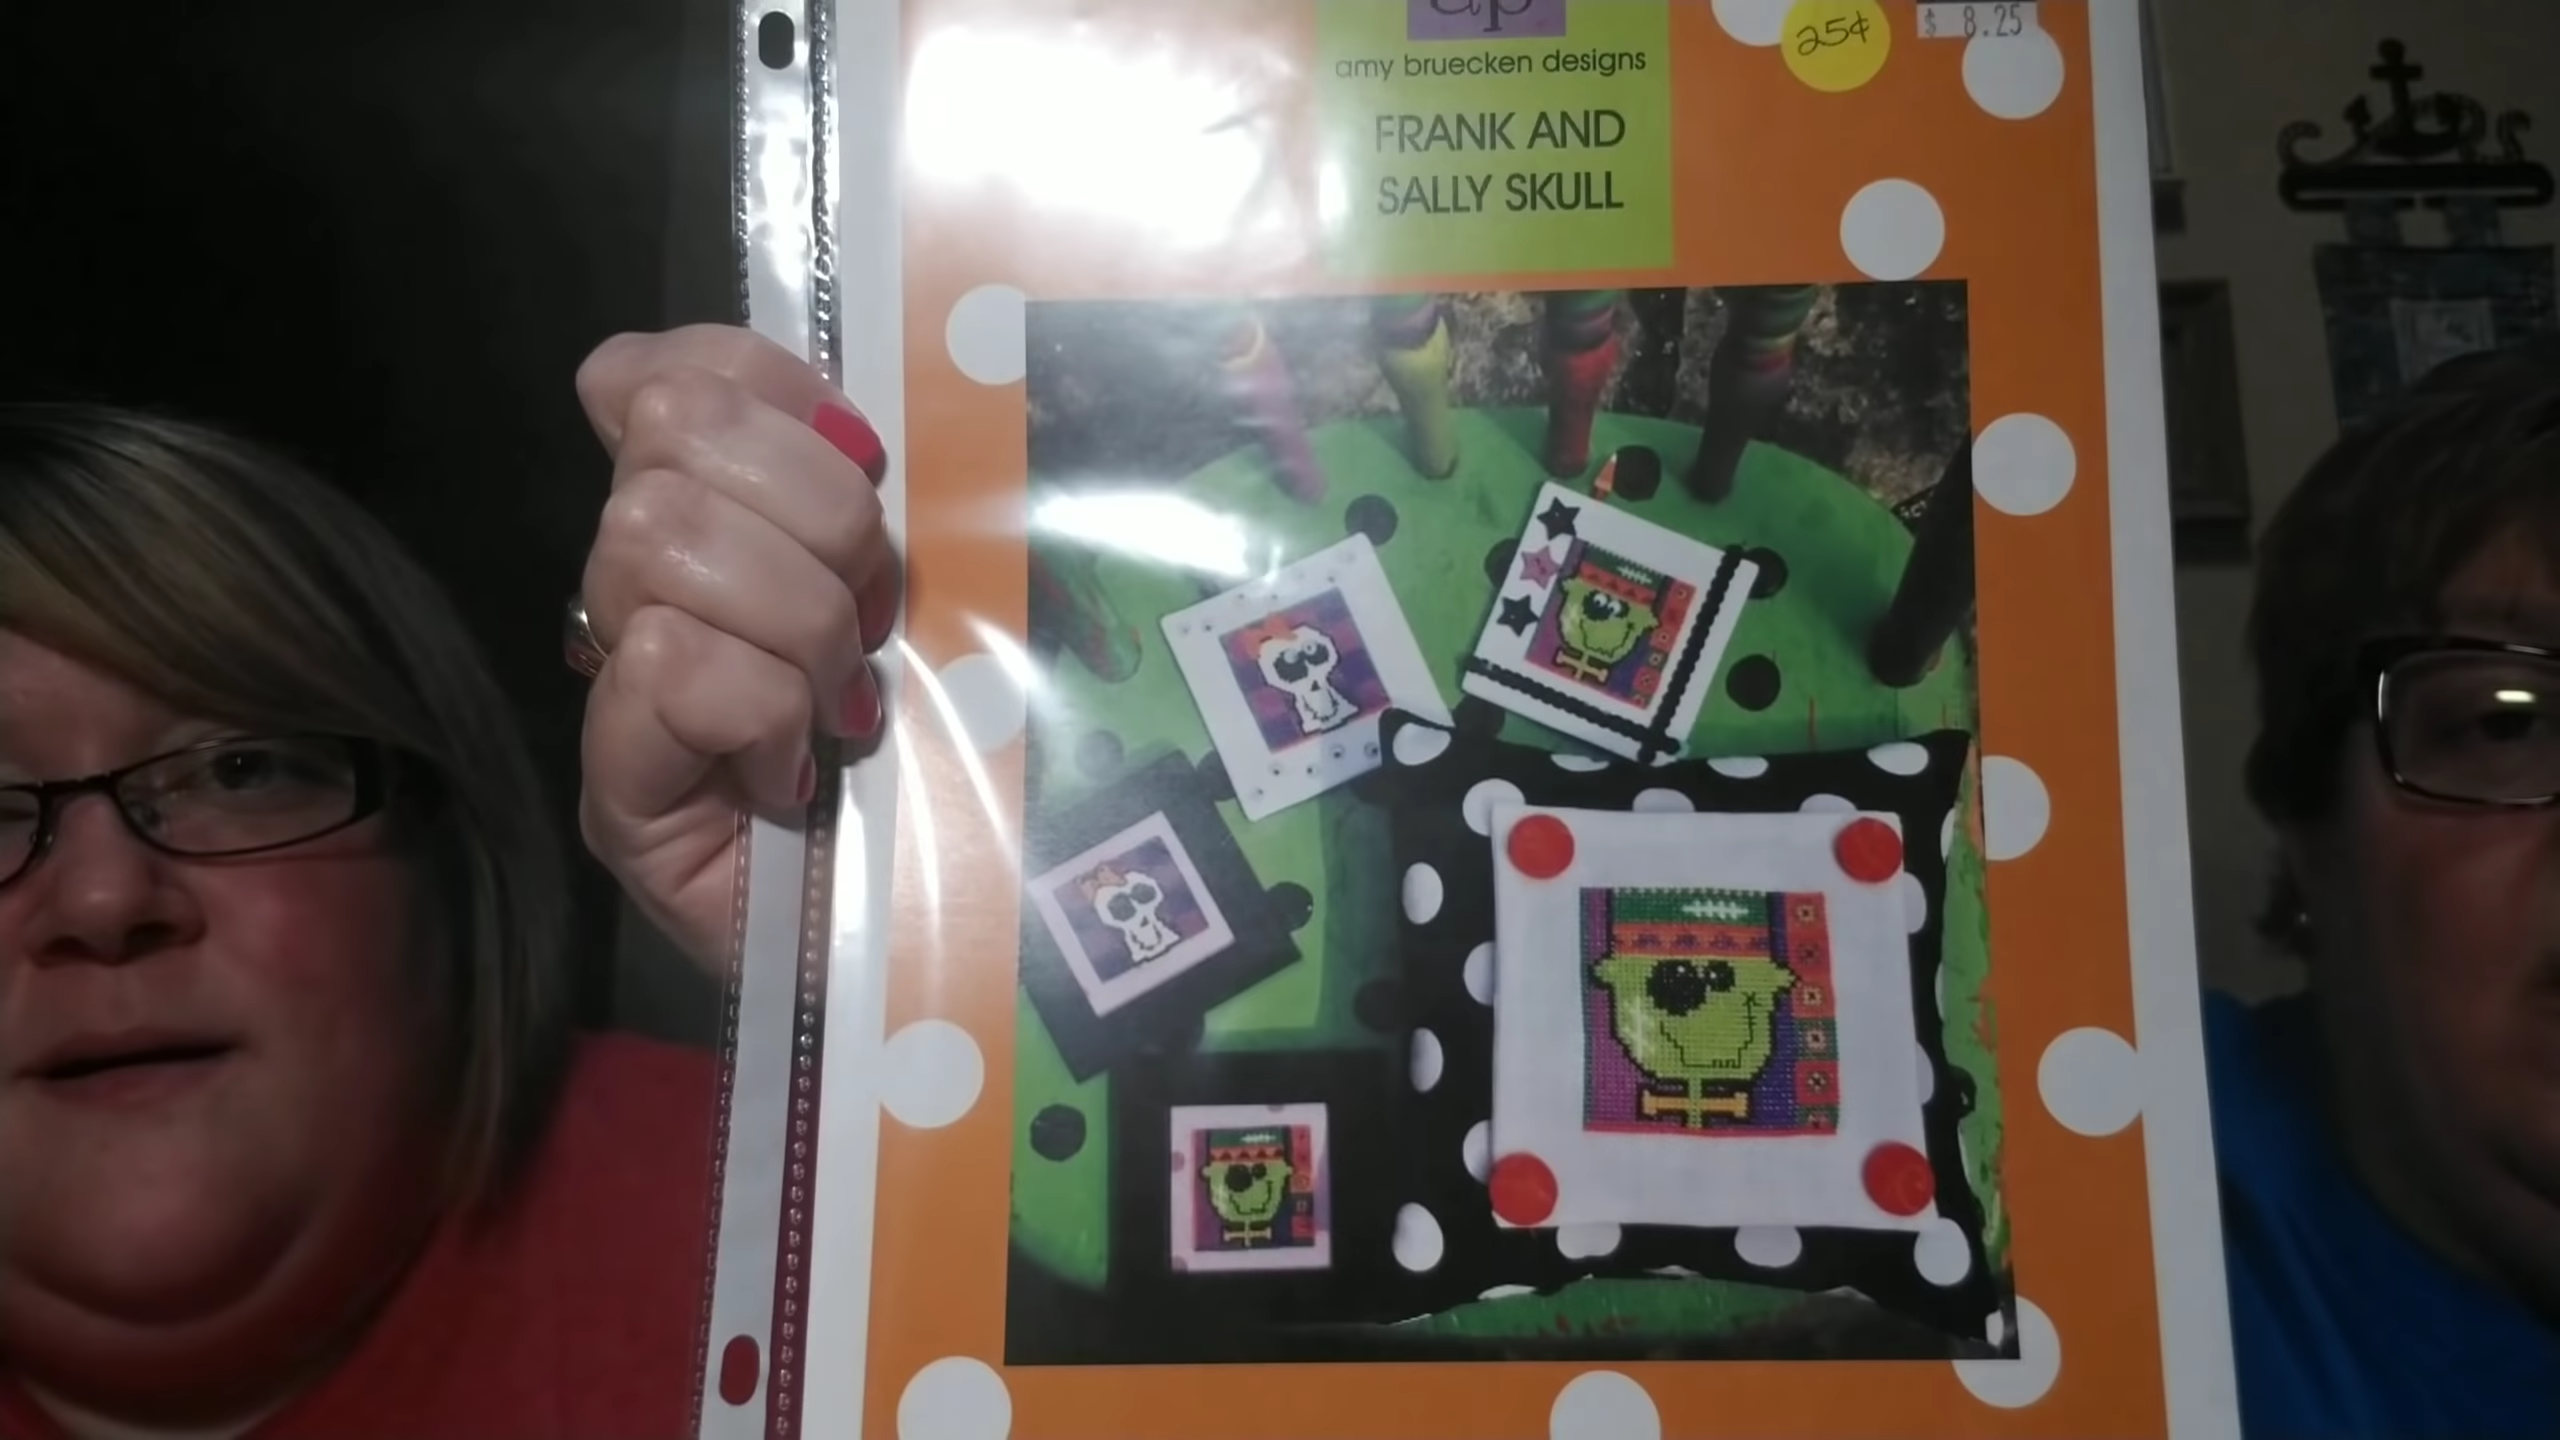 ap
amy bruecken designs
FRANK AND
SALLY SKULL
25¢
$ 8.25